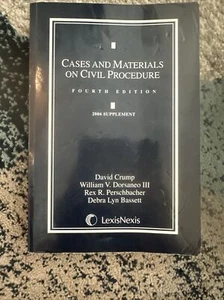 CASES AND MATERIALS
ON CIVIL PROCEDURE
FOURTH EDITION
2004 SUPPLEMENT
David Crump
William V. Dorsaneo III
Rex R. Perschbacher
Debra Lyn Bassett
LexisNexis